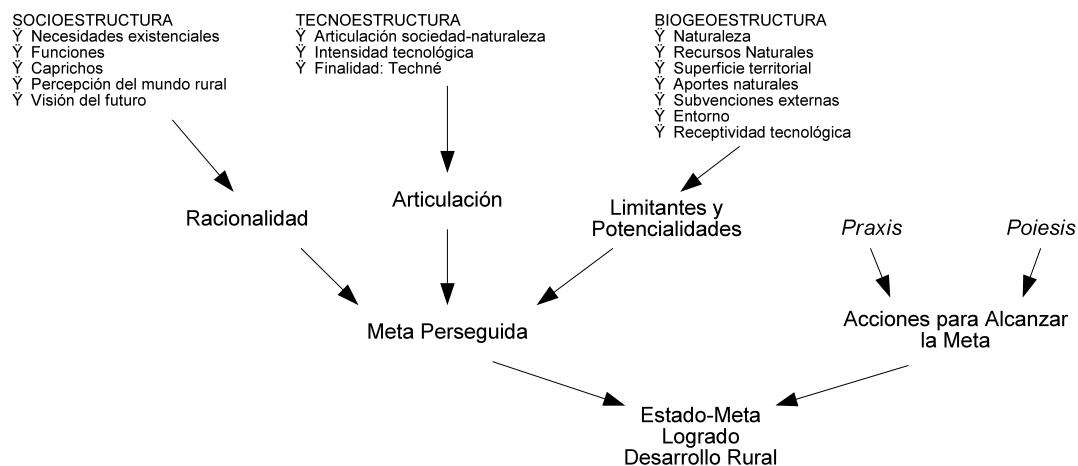 SOCIOESTRUCTURA
Ÿ Necesidades existenciales
Ÿ Funciones
Ÿ Caprichos
Ÿ Percepción del mundo rural
Ÿ Visión del futuro
TECNOESTRUCTURA
Ÿ Articulación sociedad-naturaleza
Ÿ Intensidad tecnológica
Ÿ Finalidad: Techné
BIOGEOESTRUCTURA
Ÿ Naturaleza
Ÿ Recursos Naturales
Ÿ Superficie territorial
Ÿ Aportes naturales
Ÿ Subvenciones externas
Ÿ Entorno
Ÿ Receptividad tecnológica
Racionalidad
Articulación
Limitantes y
Potencialidades
Praxis
Poiesis
Meta Perseguida
Acciones para Alcanzar
la Meta
Estado-Meta
Logrado
Desarrollo Rural